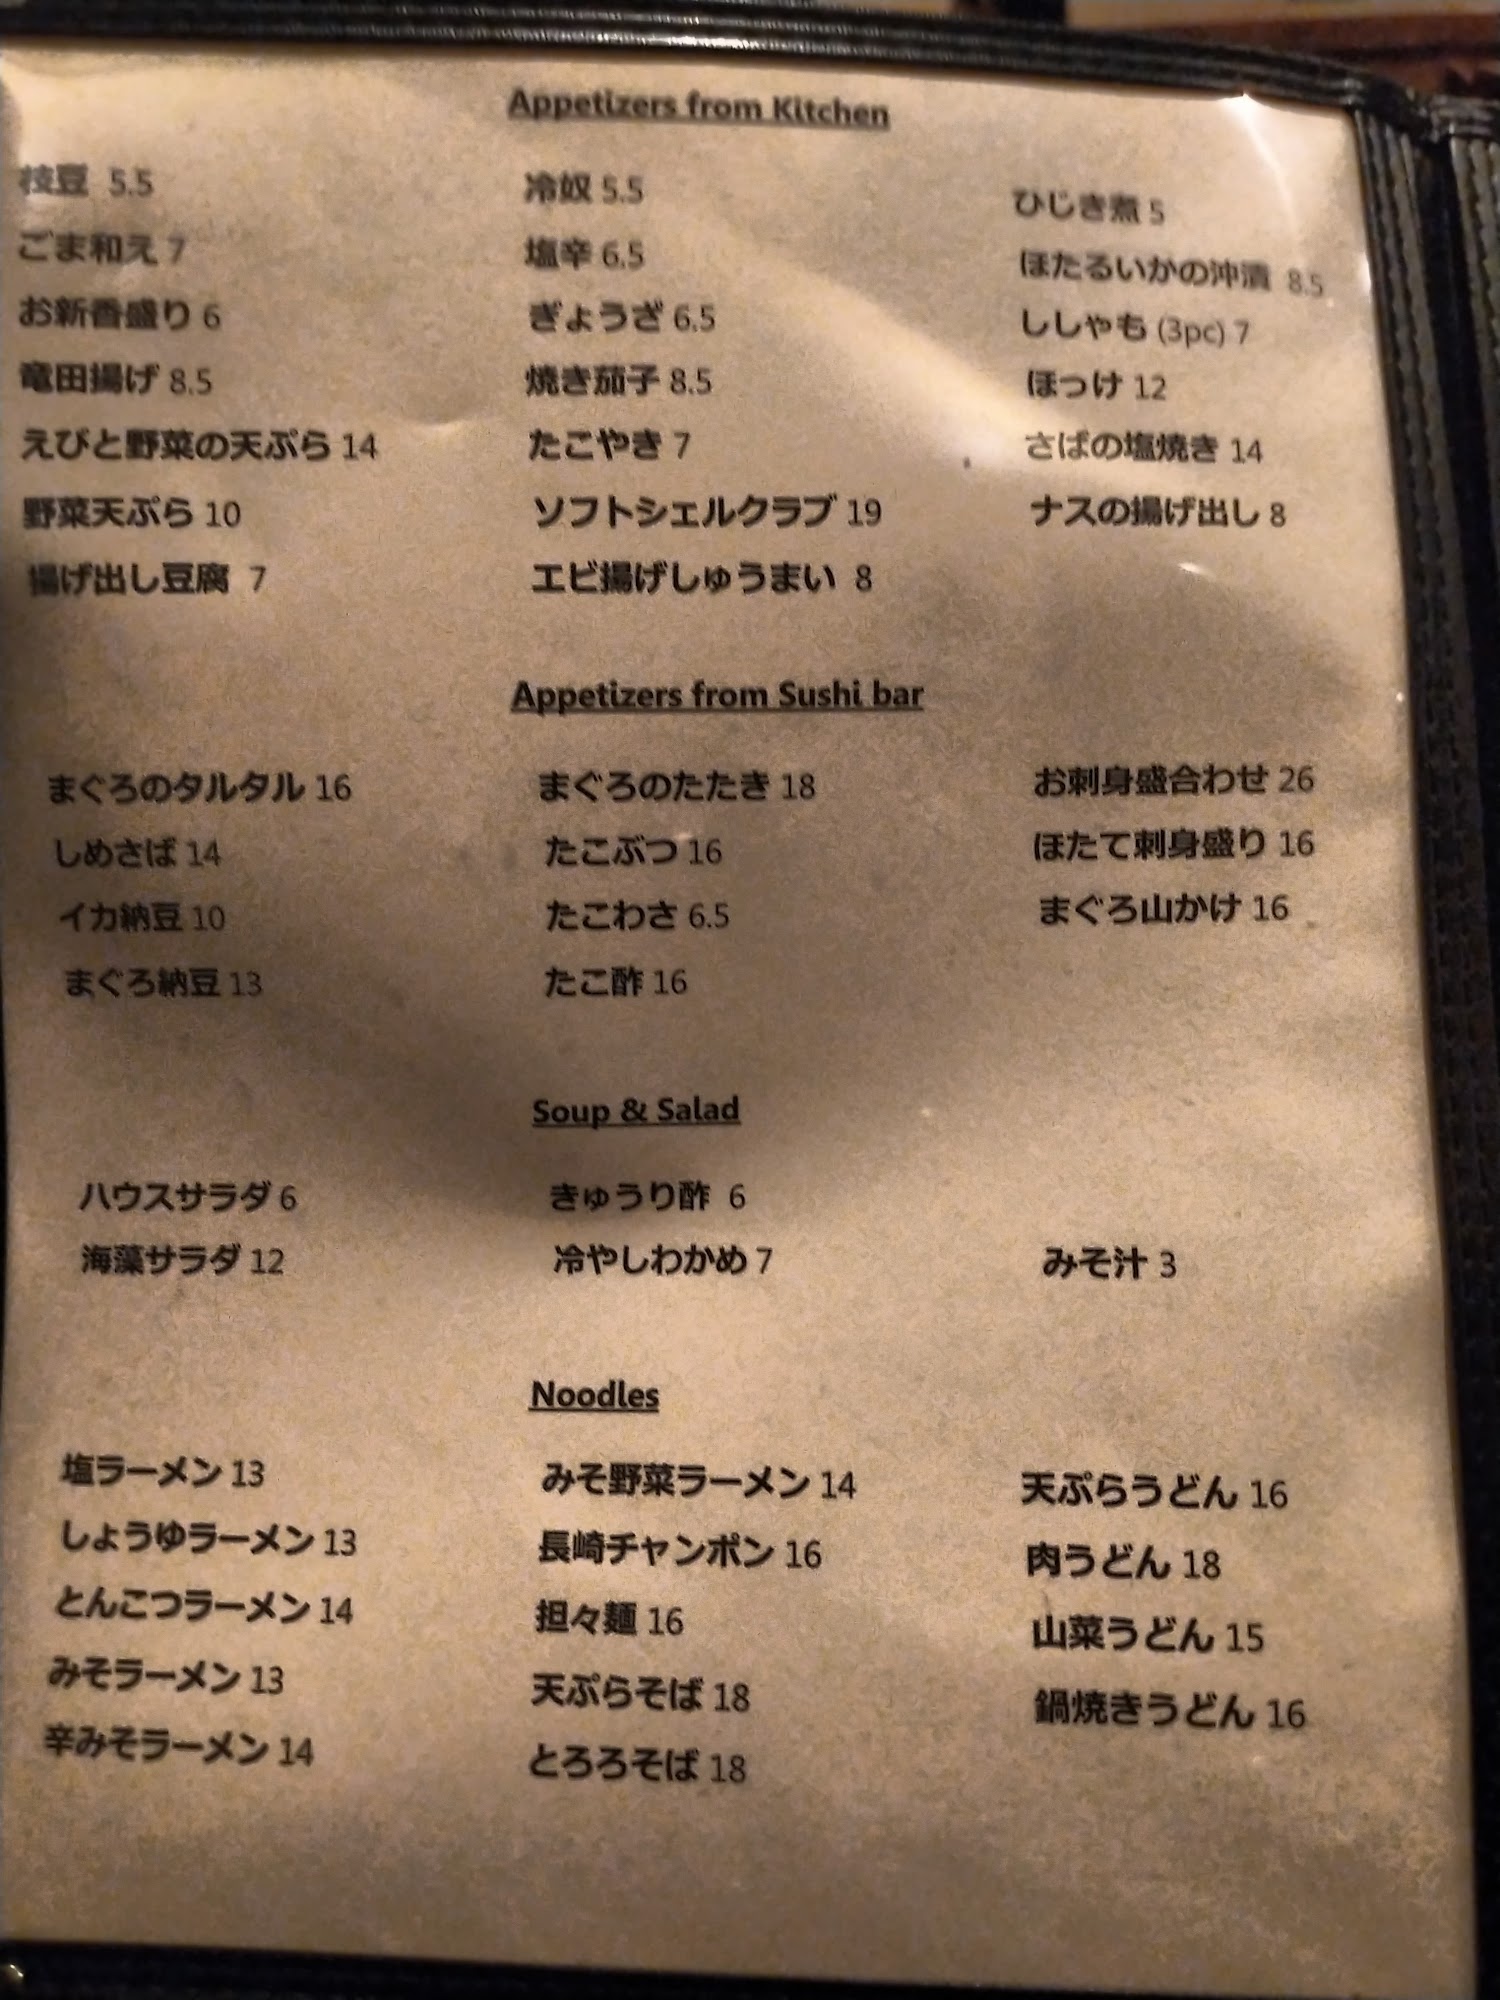 Appetizers from Kitchen
枝豆 5.5
ごま和え 7
お新香盛り 6
竜田揚げ 8.5
えびと野菜の天ぷら 14
野菜天ぷら 10
揚げ出し豆腐 7
冷奴 5.5
塩辛 6.5
ぎょうざ 6.5
焼き茄子 8.5
たこやき 7
ソフトシェルクラブ 19
エビ揚げしゅうまい 8
ひじき煮 5
ほたるいかの沖漬 8.5
ししゃも (3pc) 7
ほっけ 12
さばの塩焼き 14
ナスの揚げ出し 8
Appetizers from Sushi bar
まぐろのタルタル 16
しめさば 14
イカ納豆 10
まぐろ納豆 13
まぐろのたたき 18
たこぶつ 16
たこわさ 6.5
たこ酢 16
お刺身盛合わせ 26
ほたて刺身盛り 16
まぐろ山かけ 16
Soup & Salad
ハウスサラダ 6
海藻サラダ 12
きゅうり酢 6
冷やしわかめ 7
みそ汁 3
Noodles
塩ラーメン 13
しょうゆラーメン 13
とんこつラーメン 14
みそラーメン 13
辛みそラーメン 14
みそ野菜ラーメン 14
長崎チャンポン 16
担々麺 16
天ぷらそば 18
とろろそば 18
天ぷらうどん 16
肉うどん 18
山菜うどん 15
鍋焼きうどん 16